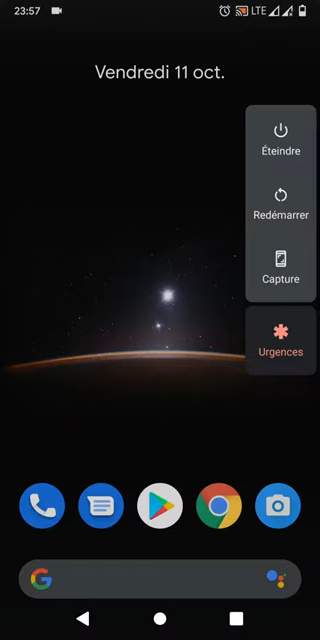 23:57
LTE
Vendredi 11 oct.
Éteindre
Redémarrer
Capture
Urgences